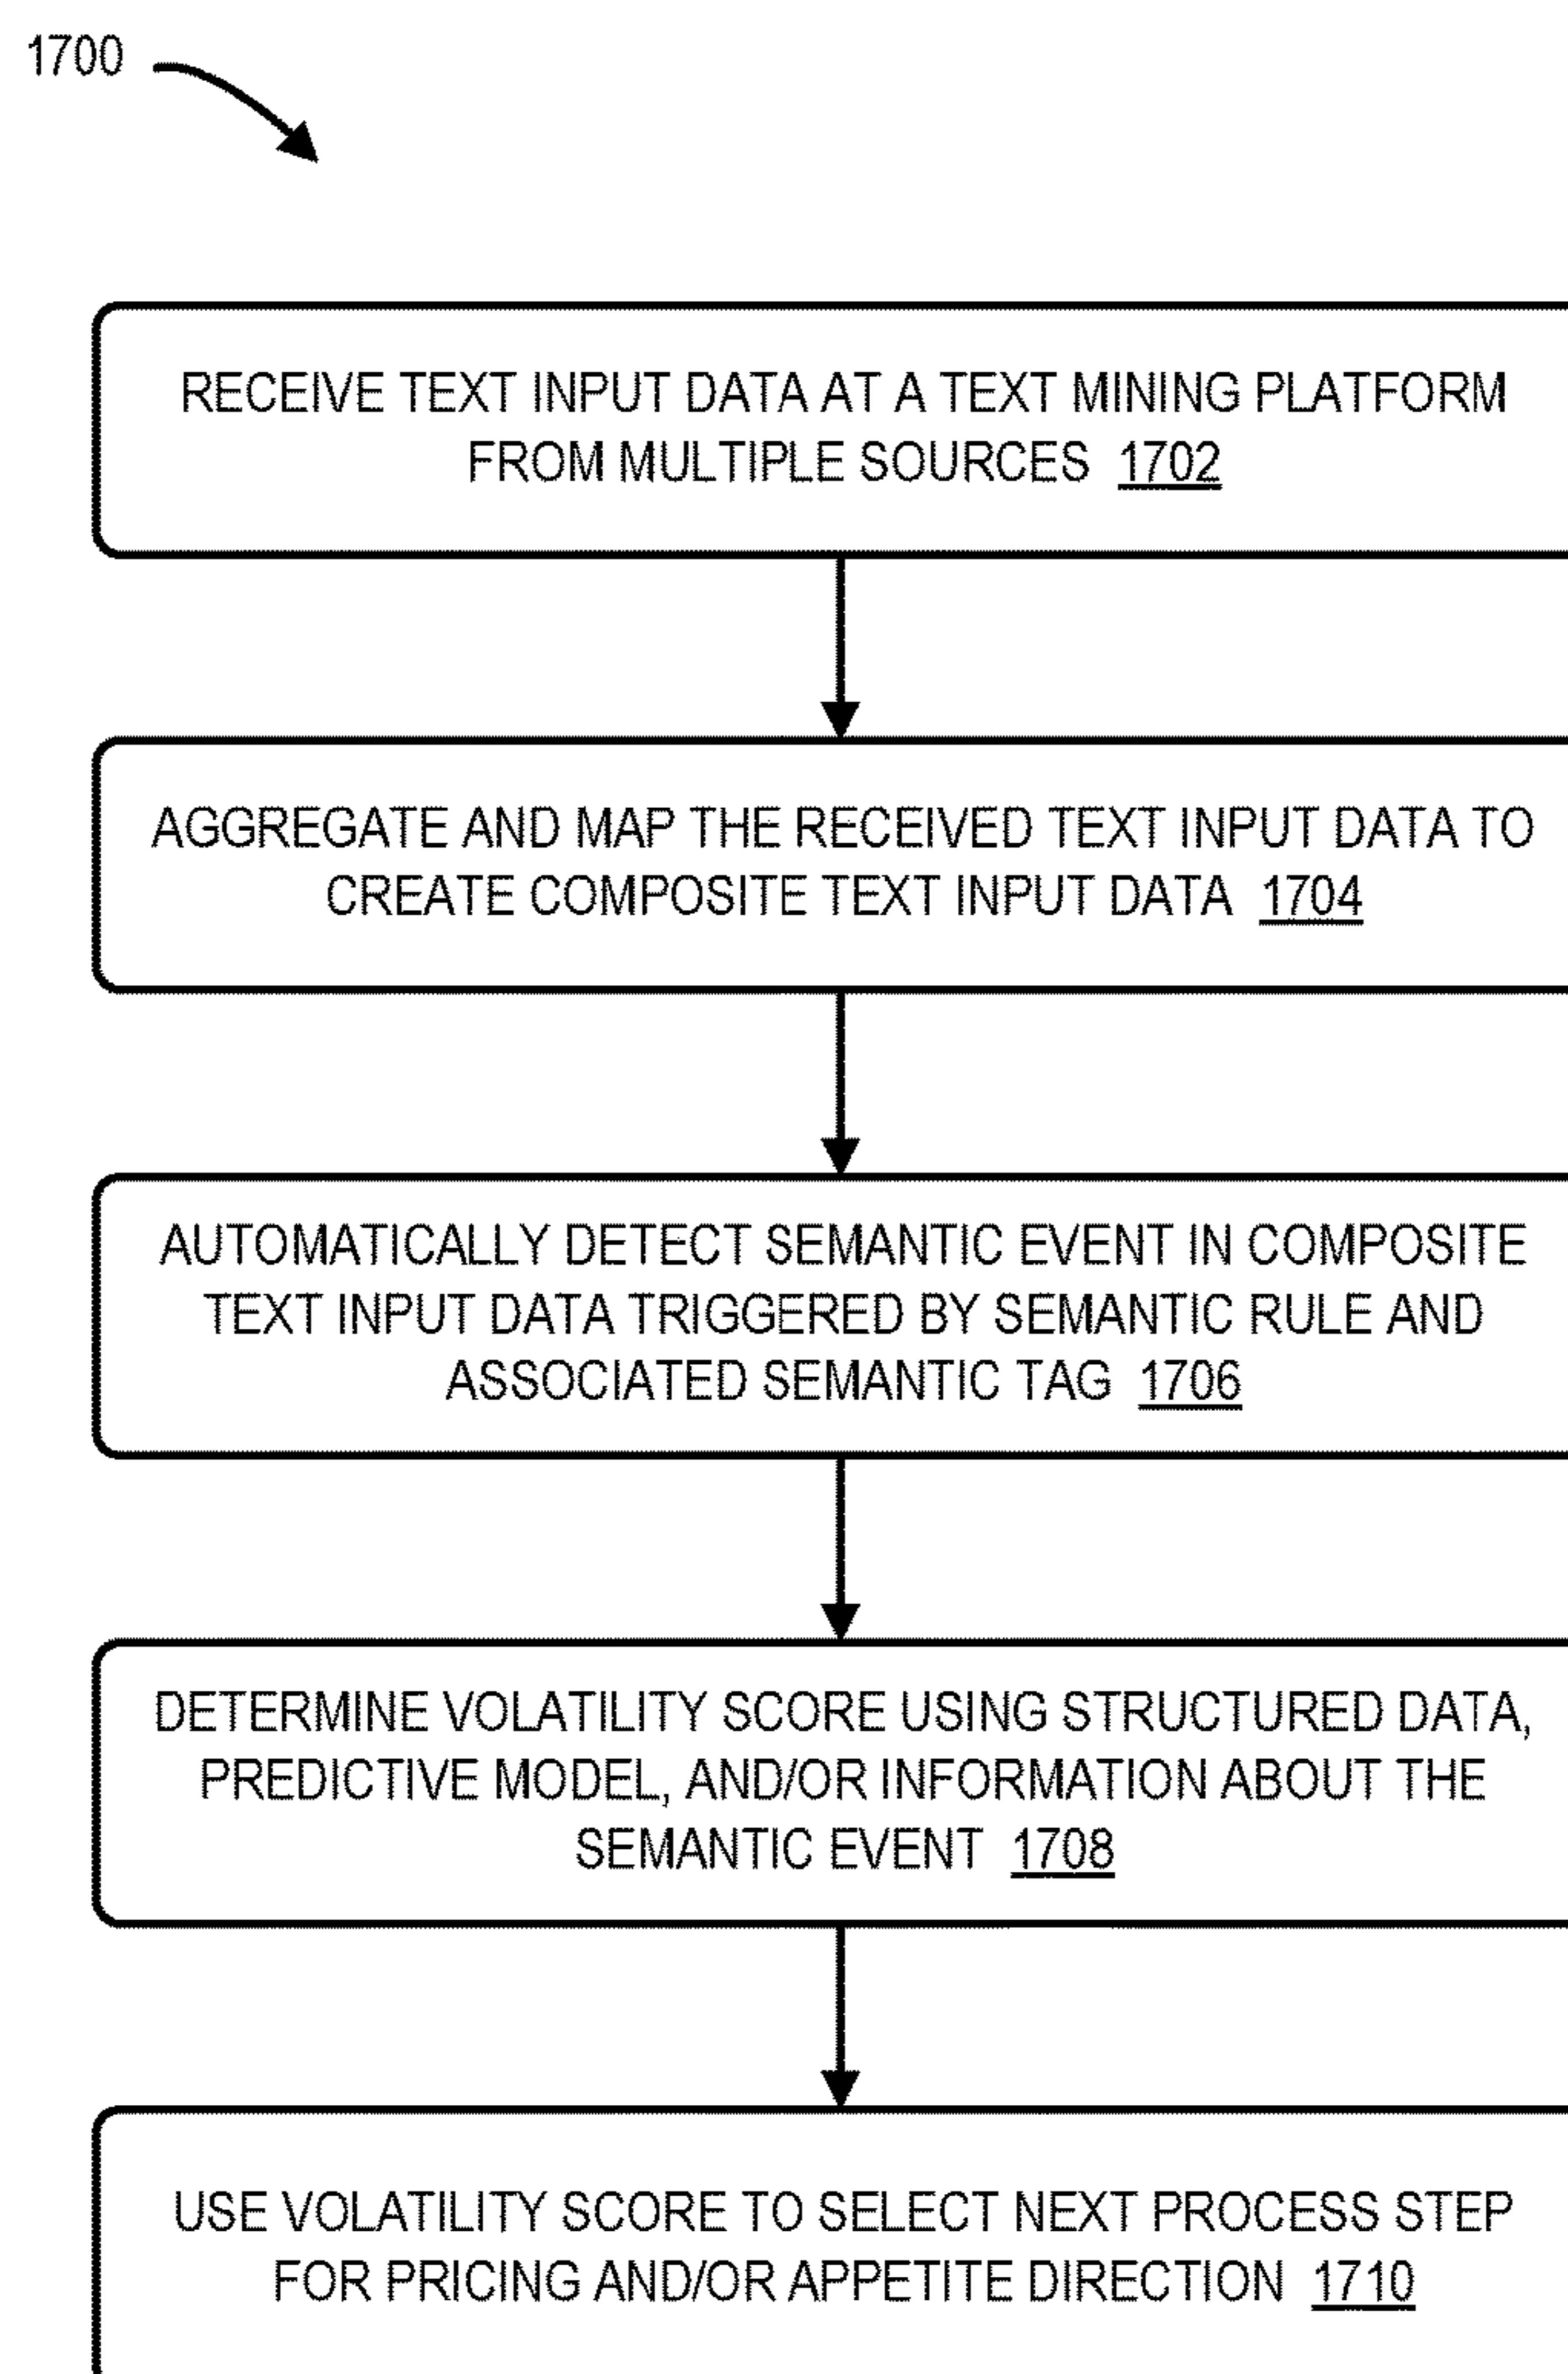 1700
RECEIVE TEXT INPUT DATA AT A TEXT MINING PLATFORM
FROM MULTIPLE SOURCES 1702
AGGREGATE AND MAP THE RECEIVED TEXT INPUT DATA TO
CREATE COMPOSITE TEXT INPUT DATA 1704
AUTOMATICALLY DETECT SEMANTIC EVENT IN COMPOSITE
TEXT INPUT DATA TRIGGERED BY SEMANTIC RULE AND
ASSOCIATED SEMANTIC TAG 1706
DETERMINE VOLATILITY SCORE USING STRUCTURED DATA,
PREDICTIVE MODEL, AND/OR INFORMATION ABOUT THE
SEMANTIC EVENT 1708
USE VOLATILITY SCORE TO SELECT NEXT PROCESS STEP
FOR PRICING AND/OR APPETITE DIRECTION 1710